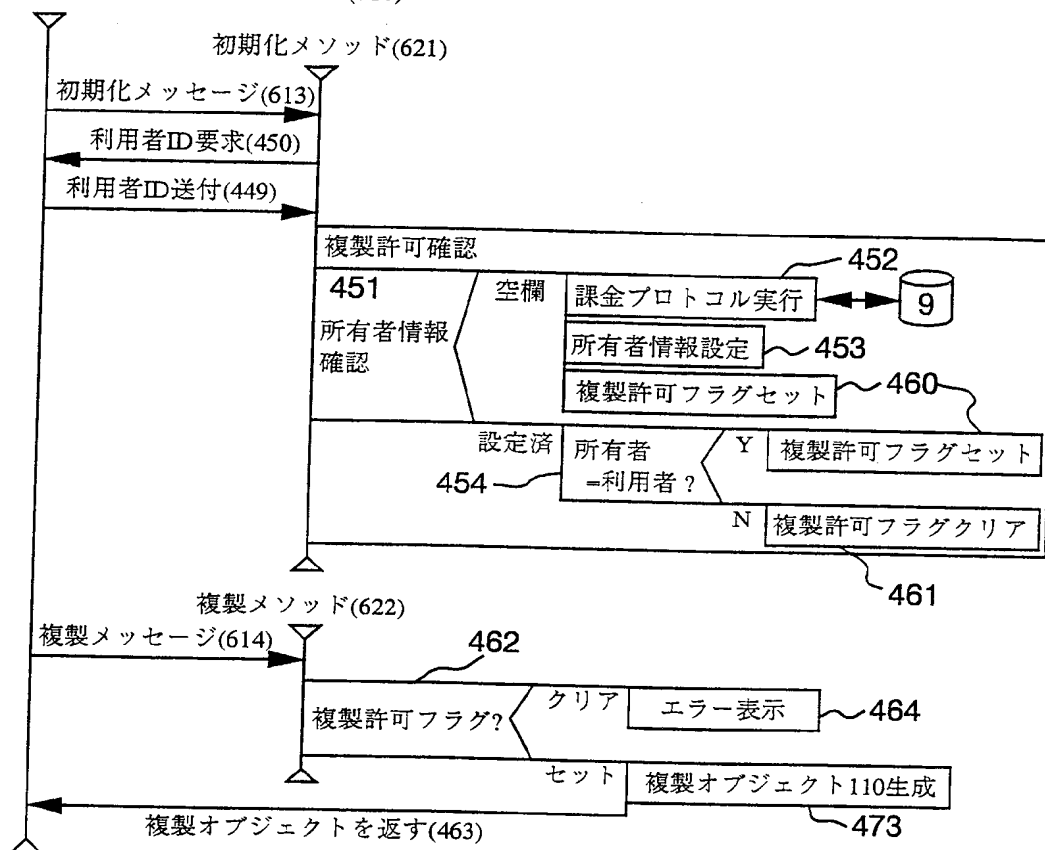 初期化メソッド(621)
初期化メッセージ(613)
利用者ID要求(450)
利用者ID送付(449)
複製許可確認
452
451
空欄
課金プロトコル実行
9
所有者情報
確認
所有者情報設定
453
複製許可フラグセット
460
設定済
所有者
=利用者?
Y
複製許可フラグセット
454
N
複製許可フラグクリア
461
複製メソッド(622)
複製メッセージ(614)
462
複製許可フラグ?
クリア
エラー表示
464
セット
複製オブジェクト110生成
複製オブジェクトを返す(463)
473